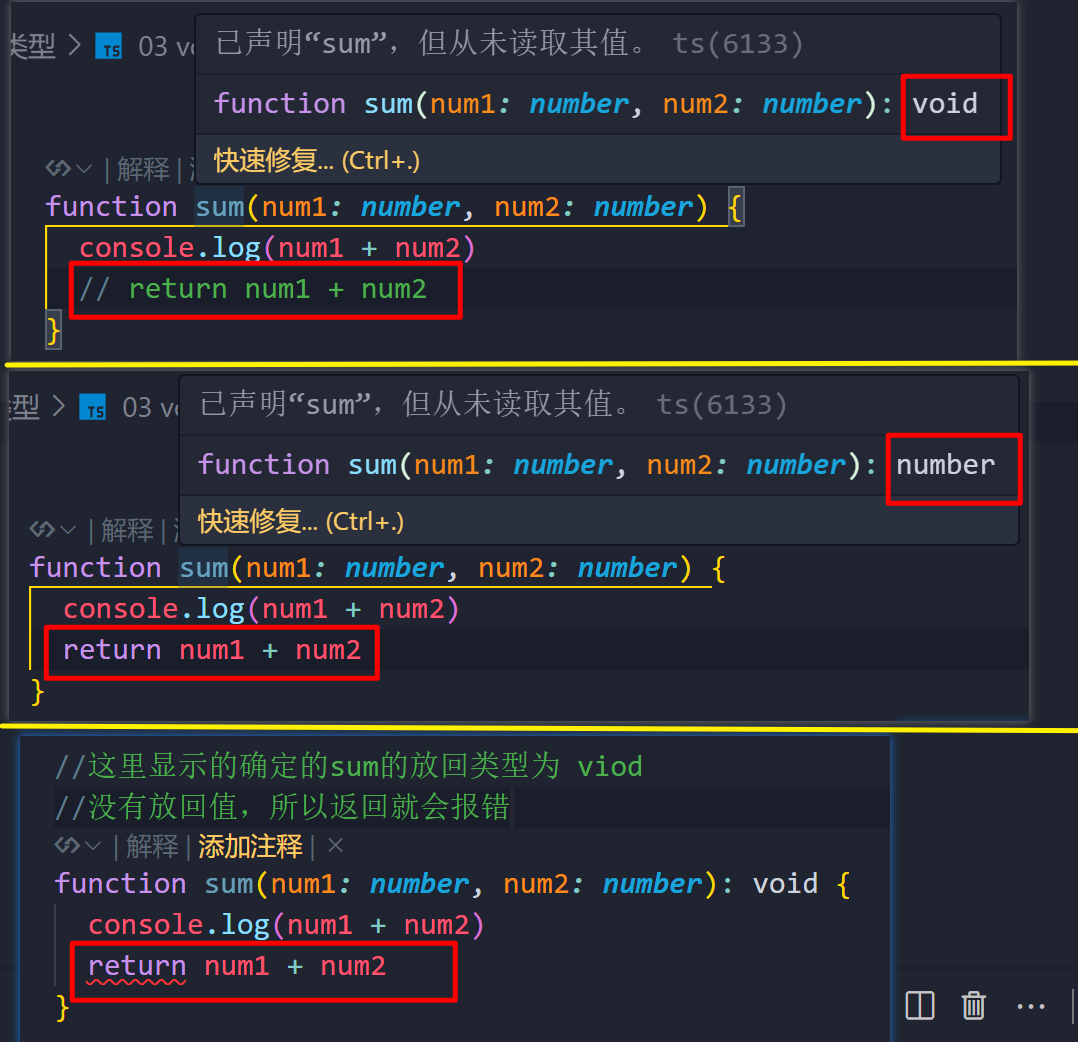 类型 > TS 03 vo
已声明“sum”，但从未读取其值。 ts(6133)
function sum(num1: number, num2: number): void
快速修复... (Ctrl+.)
| 解释 |
function sum(num1: number, num2: number) {
console.log(num1 + num2)
// return num1 + num2
}
类型 > TS 03 vo
已声明“sum”，但从未读取其值。 ts(6133)
function sum(num1: number, num2: number): number
快速修复... (Ctrl+.)
| 解释 |
function sum(num1: number, num2: number) {
console.log(num1 + num2)
return num1 + num2
}
//这里显示的确定的sum的放回类型为 viod
//没有放回值，所以返回就会报错
| 解释 | 添加注释 | ×
function sum(num1: number, num2: number): void {
console.log(num1 + num2)
return num1 + num2
}